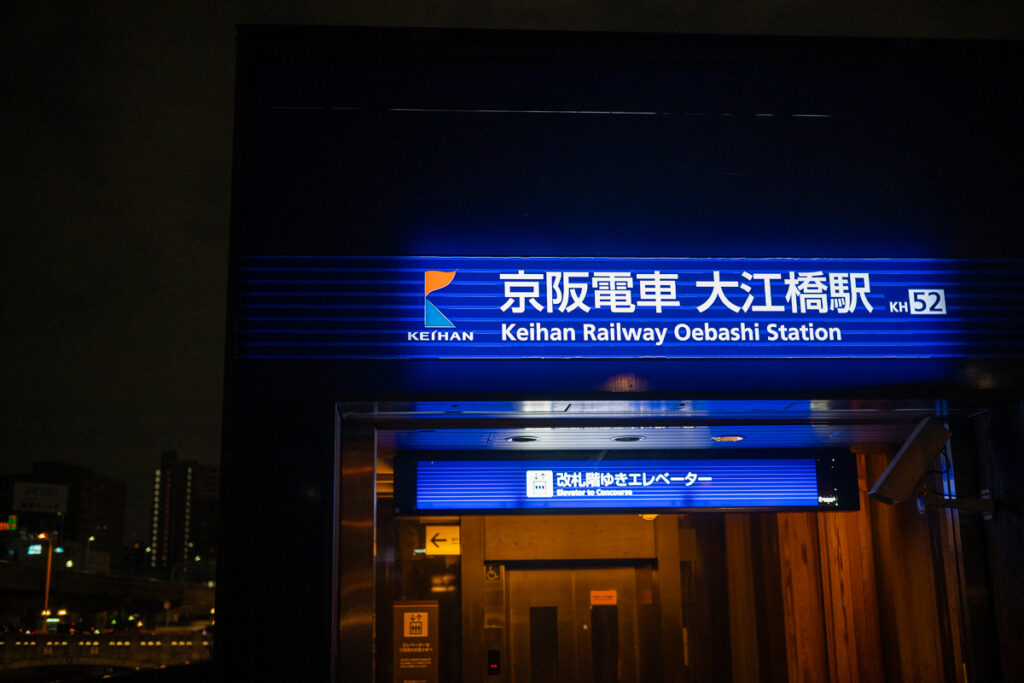 京阪電車 大江橋駅 KH 52
KEIHAN
Keihan Railway Oebashi Station
改札階ゆきエレベーター
Elevator to Concourse